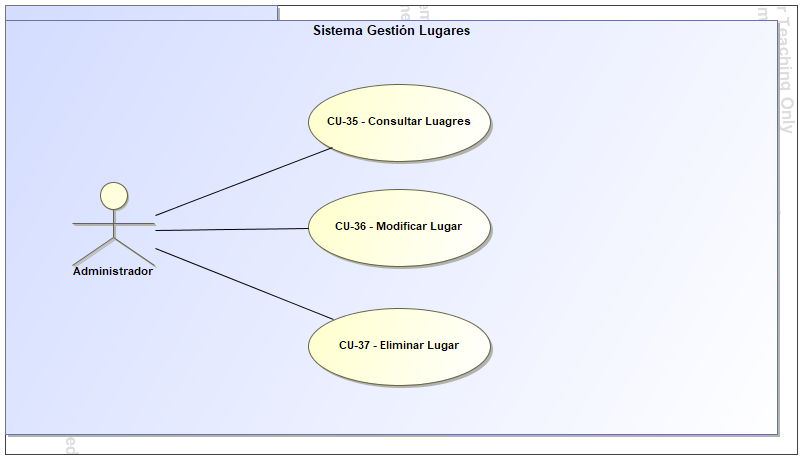 Sistema Gestión Lugares
CU-35 - Consultar Luagres
CU-36 - Modificar Lugar
Administrador
CU-37 - Eliminar Lugar
r Teaching Only